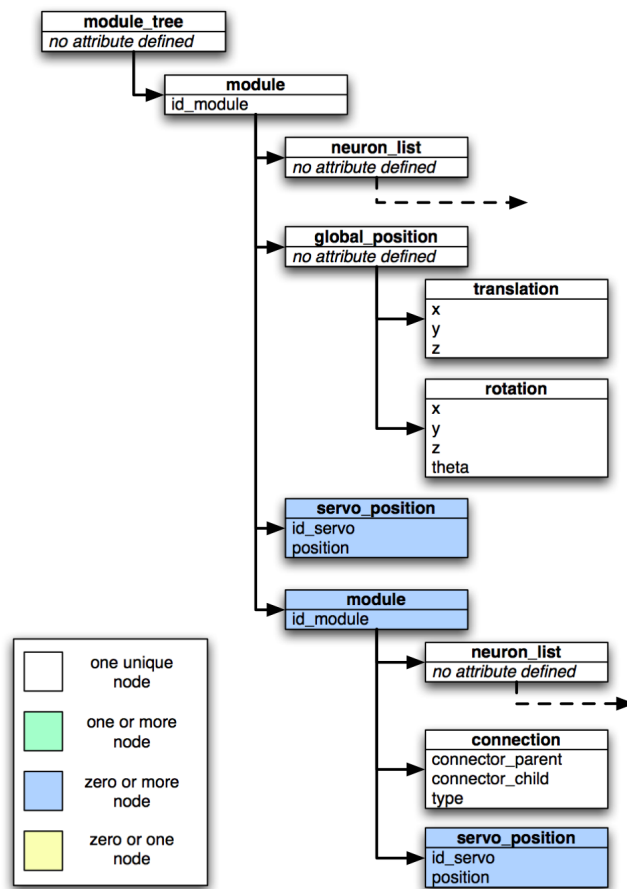 module_tree
no attribute defined
module
id_module
neuron_list
no attribute defined
global_position
no attribute defined
translation
x
y
z
rotation
x
y
z
theta
servo_position
id_servo
position
module
id_module
neuron_list
no attribute defined
connection
connector_parent
connector_child
type
servo_position
id_servo
position
one unique
node
one or more
node
zero or more
node
zero or one
node